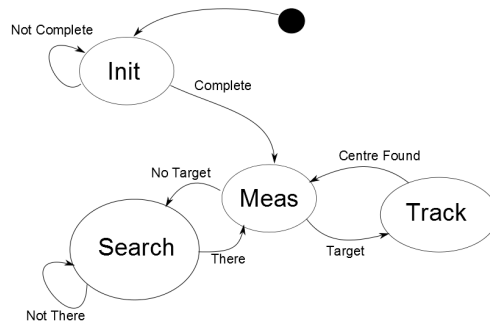 Not Complete
Init
Complete
No Target
Centre Found
Meas
Track
Search
There
Target
Not There